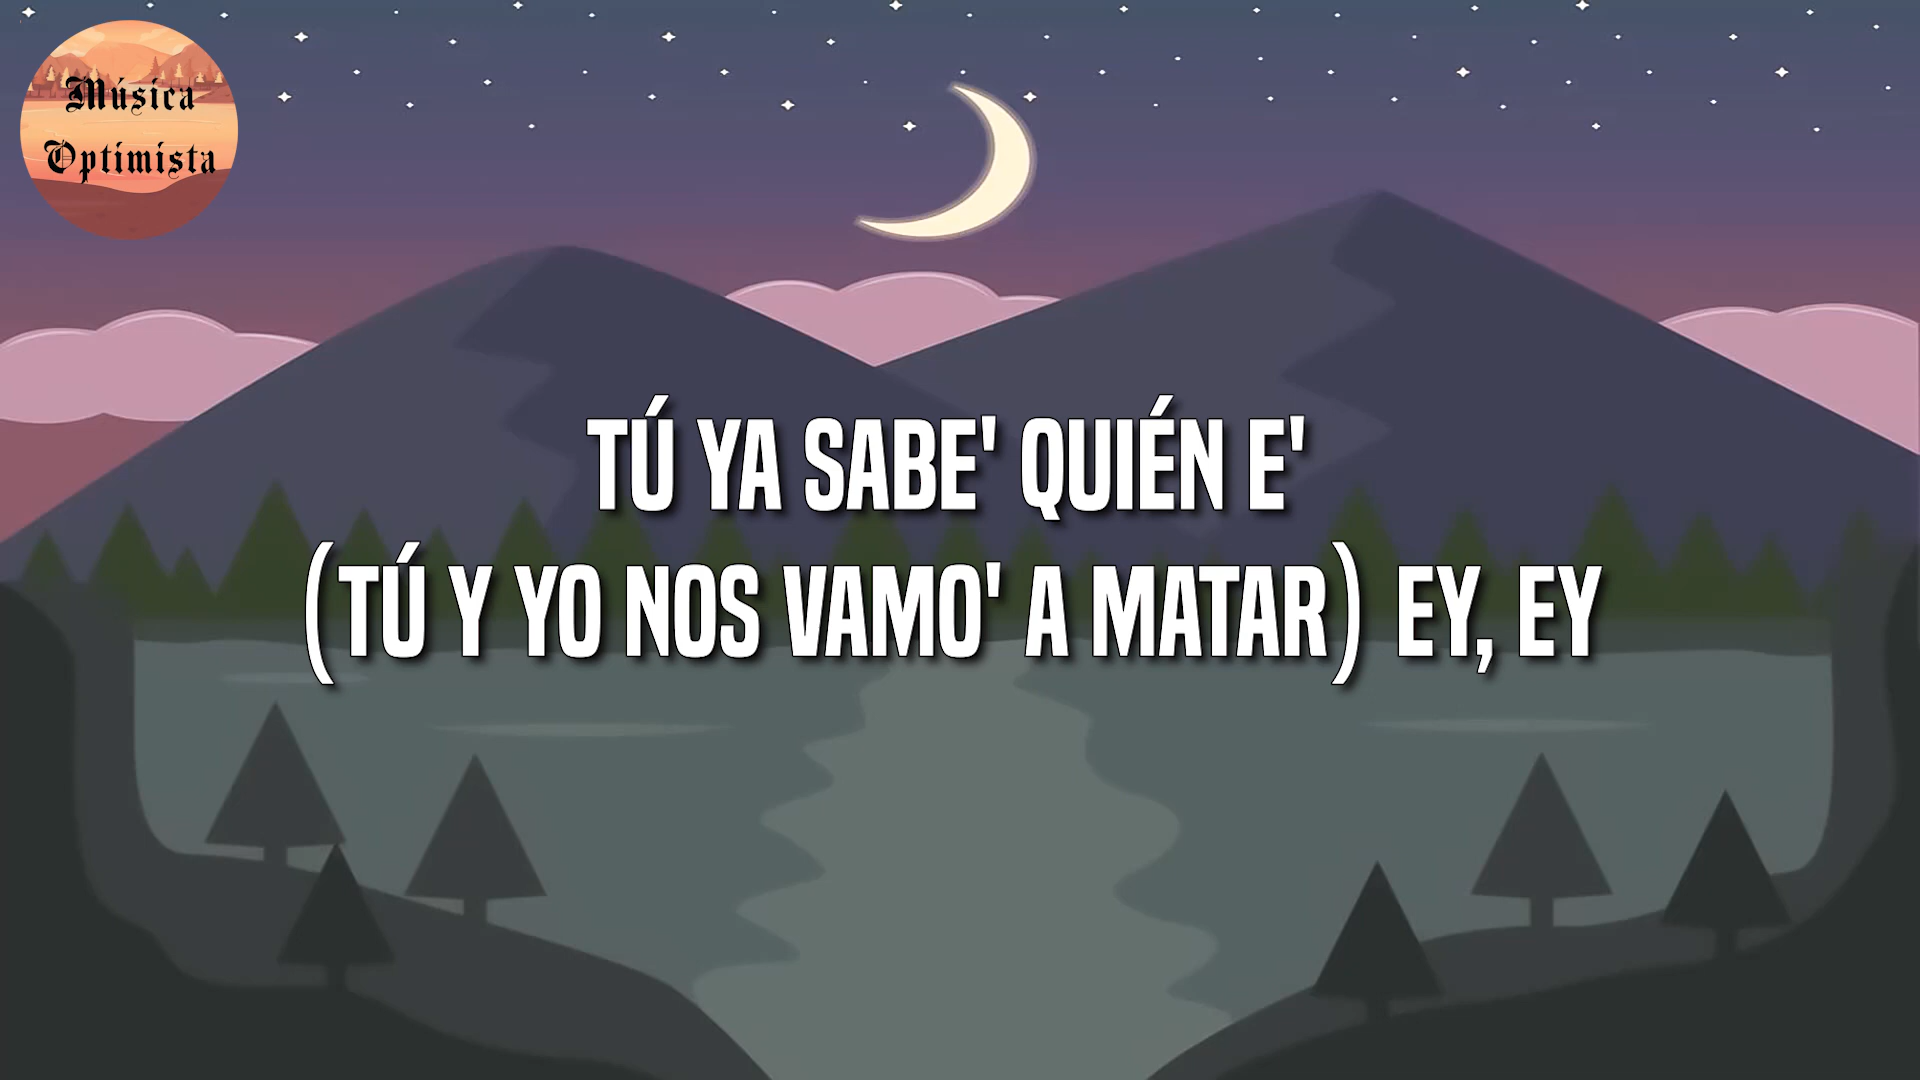 Música
Optimista
TÚ YA SABE' QUIÉN E'
(TÚ Y YO NOS VAMO' A MATAR) EY, EY